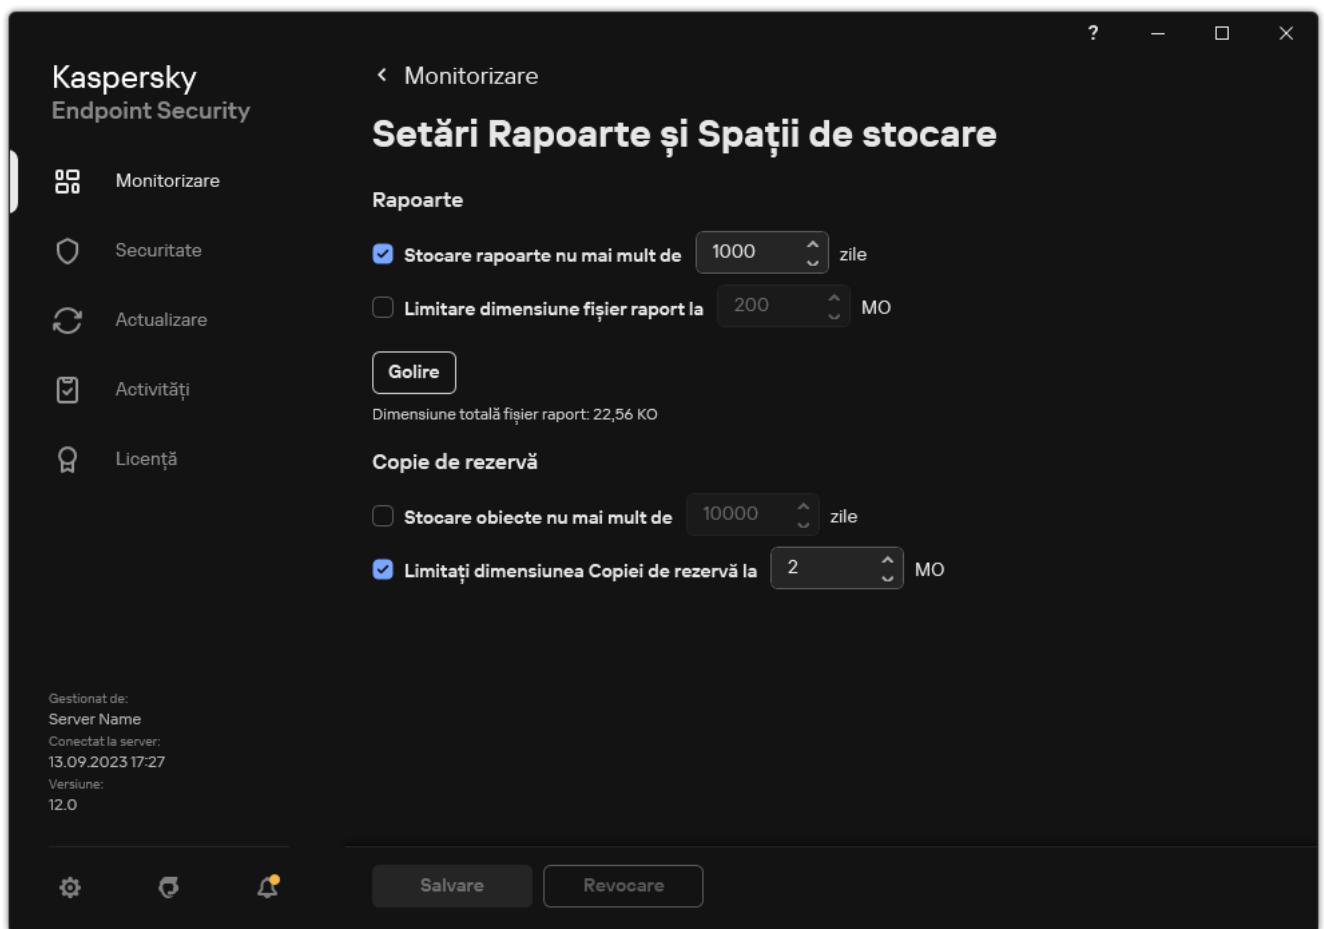 ?
Kaspersky
Endpoint Security
Monitorizare
Securitate
Actualizare
Activități
Licență
Gestionat de:
Server Name
Conectat la server:
13.09.2023 17:27
Versiune:
12.0
Monitorizare
Setări Rapoarte și Spații de stocare
Rapoarte
Stocare rapoarte nu mai mult de 1000 zile
Limitare dimensiune fișier raport la 200 MO
Golire
Dimensiune totală fișier raport: 22,56 KO
Copie de rezervă
Stocare obiecte nu mai mult de 10000 zile
Limitați dimensiunea Copiei de rezervă la 2 MO
Salvare Revocare